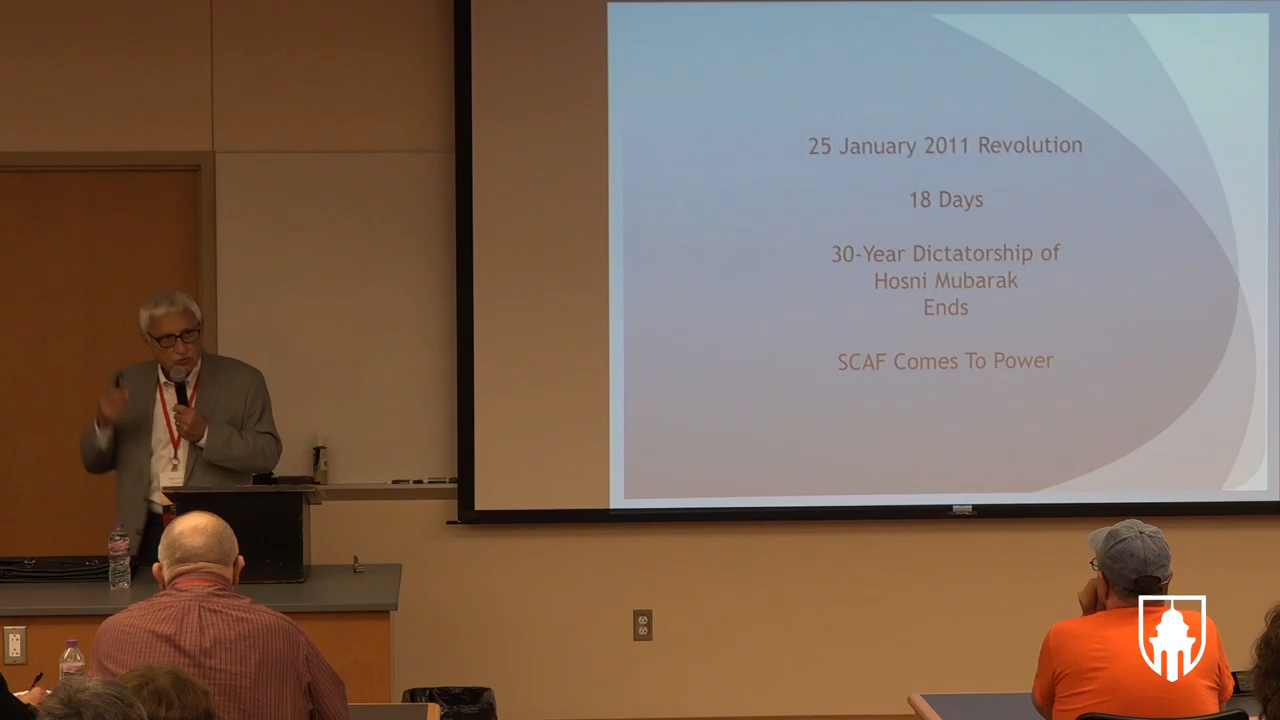 25 January 2011 Revolution
18 Days
30-Year Dictatorship of
Hosni Mubarak
Ends
SCAF Comes To Power